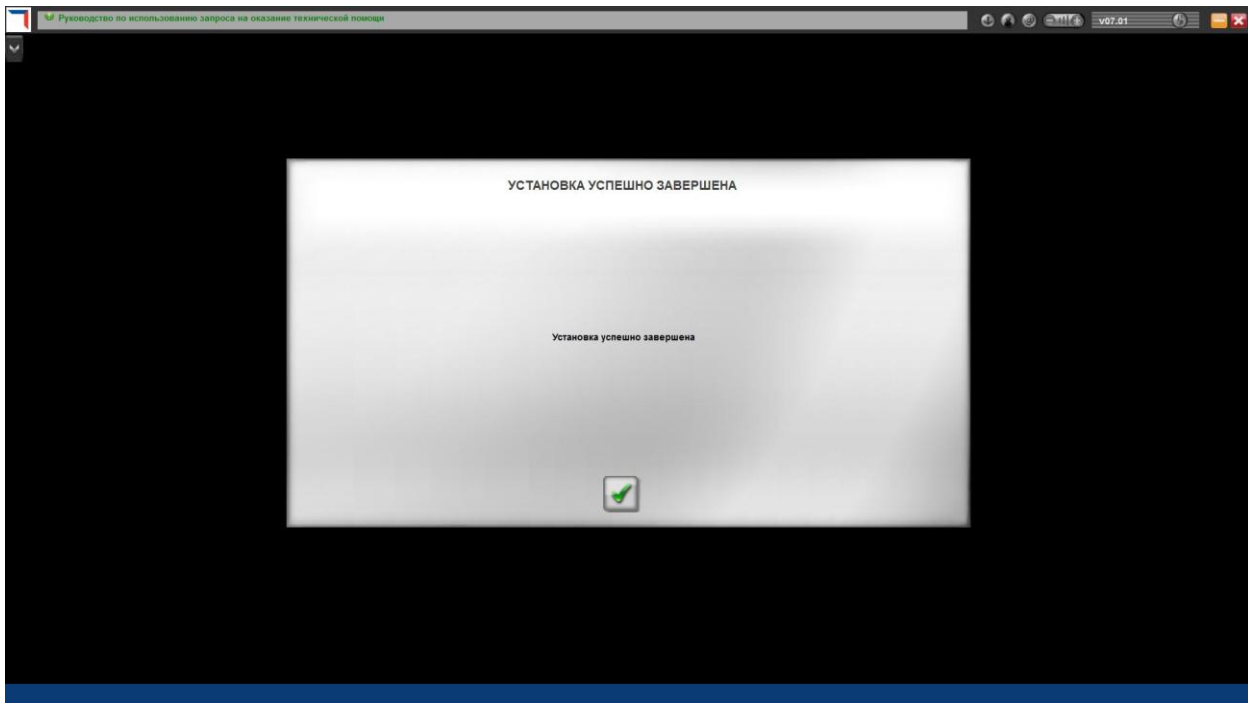 Руководство по использованию запроса на оказание технической помощи
v07.01
УСТАНОВКА УСПЕШНО ЗАВЕРШЕНА
Установка успешно завершена